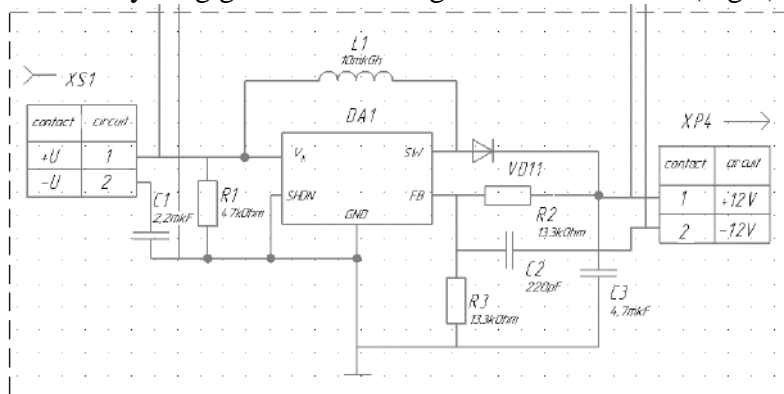 L1
10mkGh
XS1
contact circuit
+U 1
-U 2
DA1
SW
SHDN
FB
GND
VD11
C1
2,2mkF
R1
4.7kOhm
R2
13.3kOhm
C2
220pF
R3
13.3kOhm
C3
4.7mkF
XP4
contact circuit
1 +12V
2 -12V